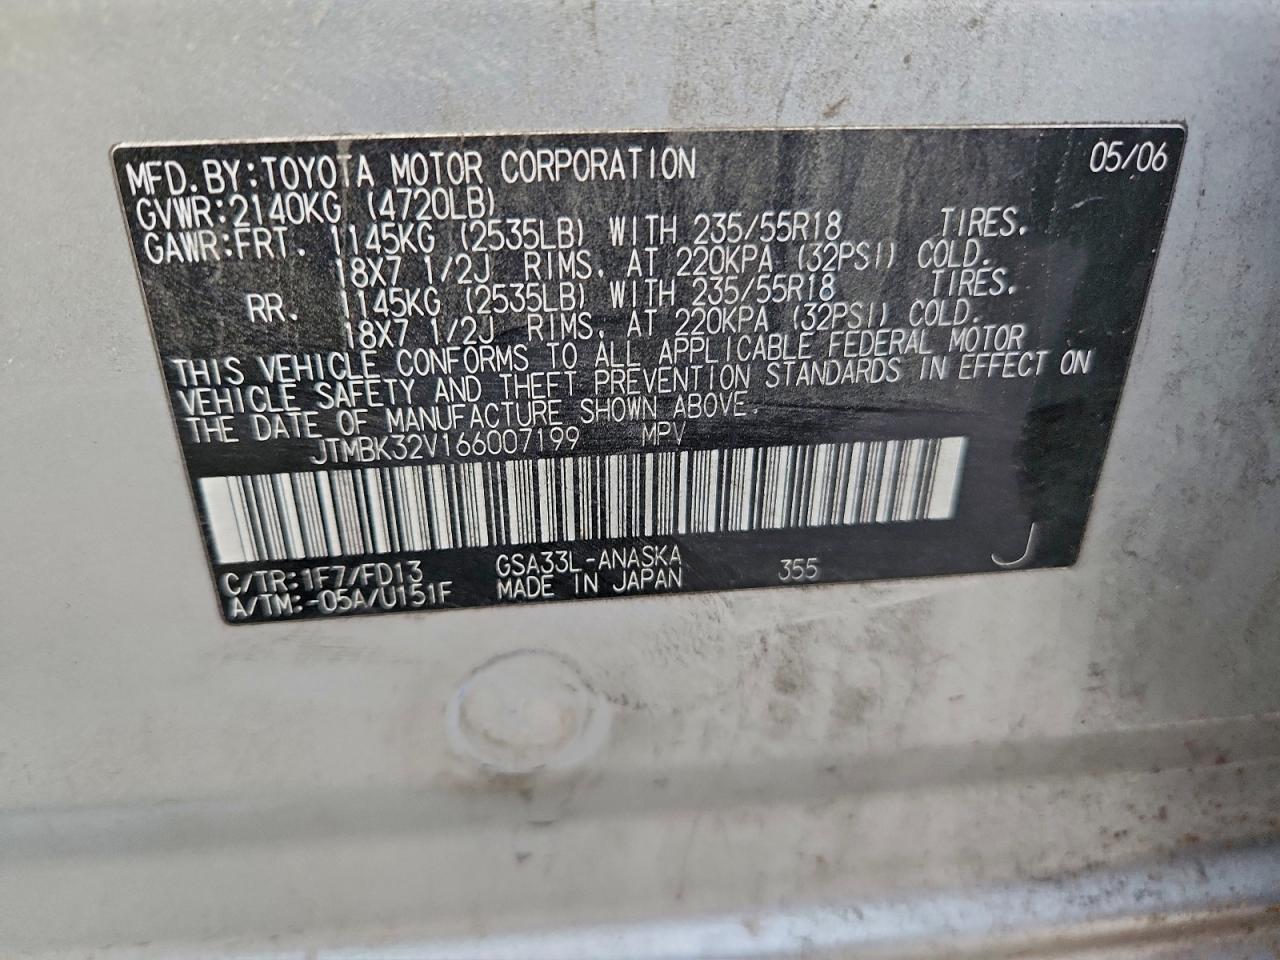 MFD.BY:TOYOTA MOTOR CORPORATION 05/06
GVWR:2140KG (4720LB)
GAWR:FRT. 1145KG (2535LB) WITH 235/55R18 TIRES.
18X7 1/2J RIMS, AT 220KPA (32PSI) COLD.
RR. 1145KG (2535LB) WITH 235/55R18 TIRES.
18X7 1/2J RIMS, AT 220KPA (32PSI) COLD.
THIS VEHICLE CONFORMS TO ALL APPLICABLE FEDERAL MOTOR
VEHICLE SAFETY AND THEFT PREVENTION STANDARDS IN EFFECT ON
THE DATE OF MANUFACTURE SHOWN ABOVE.
JTMBK32V166007199 MPV
C/TR:1F7/FD13 GSA33L-ANASKA 355 J
A/TM:-05A/U151F MADE IN JAPAN